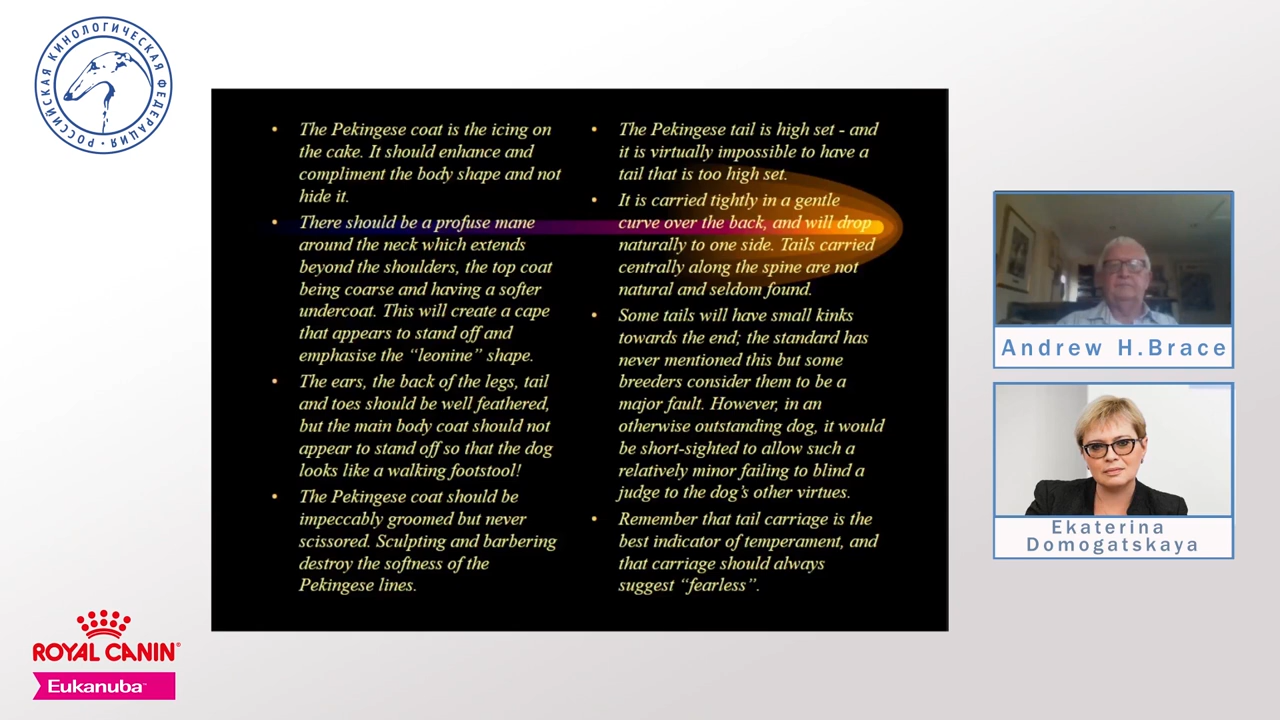 РОССИЙСКАЯ КИНОЛОГИЧЕСКАЯ ФЕДЕРАЦИЯ
• The Pekingese coat is the icing on
the cake. It should enhance and
compliment the body shape and not
hide it.
• There should be a profuse mane
around the neck which extends
beyond the shoulders, the top coat
being coarse and having a softer
undercoat. This will create a cape
that appears to stand off and
emphasise the “leonine” shape.
• The ears, the back of the legs, tail
and toes should be well feathered,
but the main body coat should not
appear to stand off so that the dog
looks like a walking footstool!
• The Pekingese coat should be
impeccably groomed but never
scissored. Sculpting and barbering
destroy the softness of the
Pekingese lines.
• The Pekingese tail is high set - and
it is virtually impossible to have a
tail that is too high set.
• It is carried tightly in a gentle
curve over the back, and will drop
naturally to one side. Tails carried
centrally along the spine are not
natural and seldom found.
• Some tails will have small kinks
towards the end; the standard has
never mentioned this but some
breeders consider them to be a
major fault. However, in an
otherwise outstanding dog, it would
be short-sighted to allow such a
relatively minor failing to blind a
judge to the dog’s other virtues.
• Remember that tail carriage is the
best indicator of temperament, and
that carriage should always
suggest “fearless”.
Andrew H.Brace
Ekaterina
Domogatskaya
ROYAL CANIN®
Eukanuba™